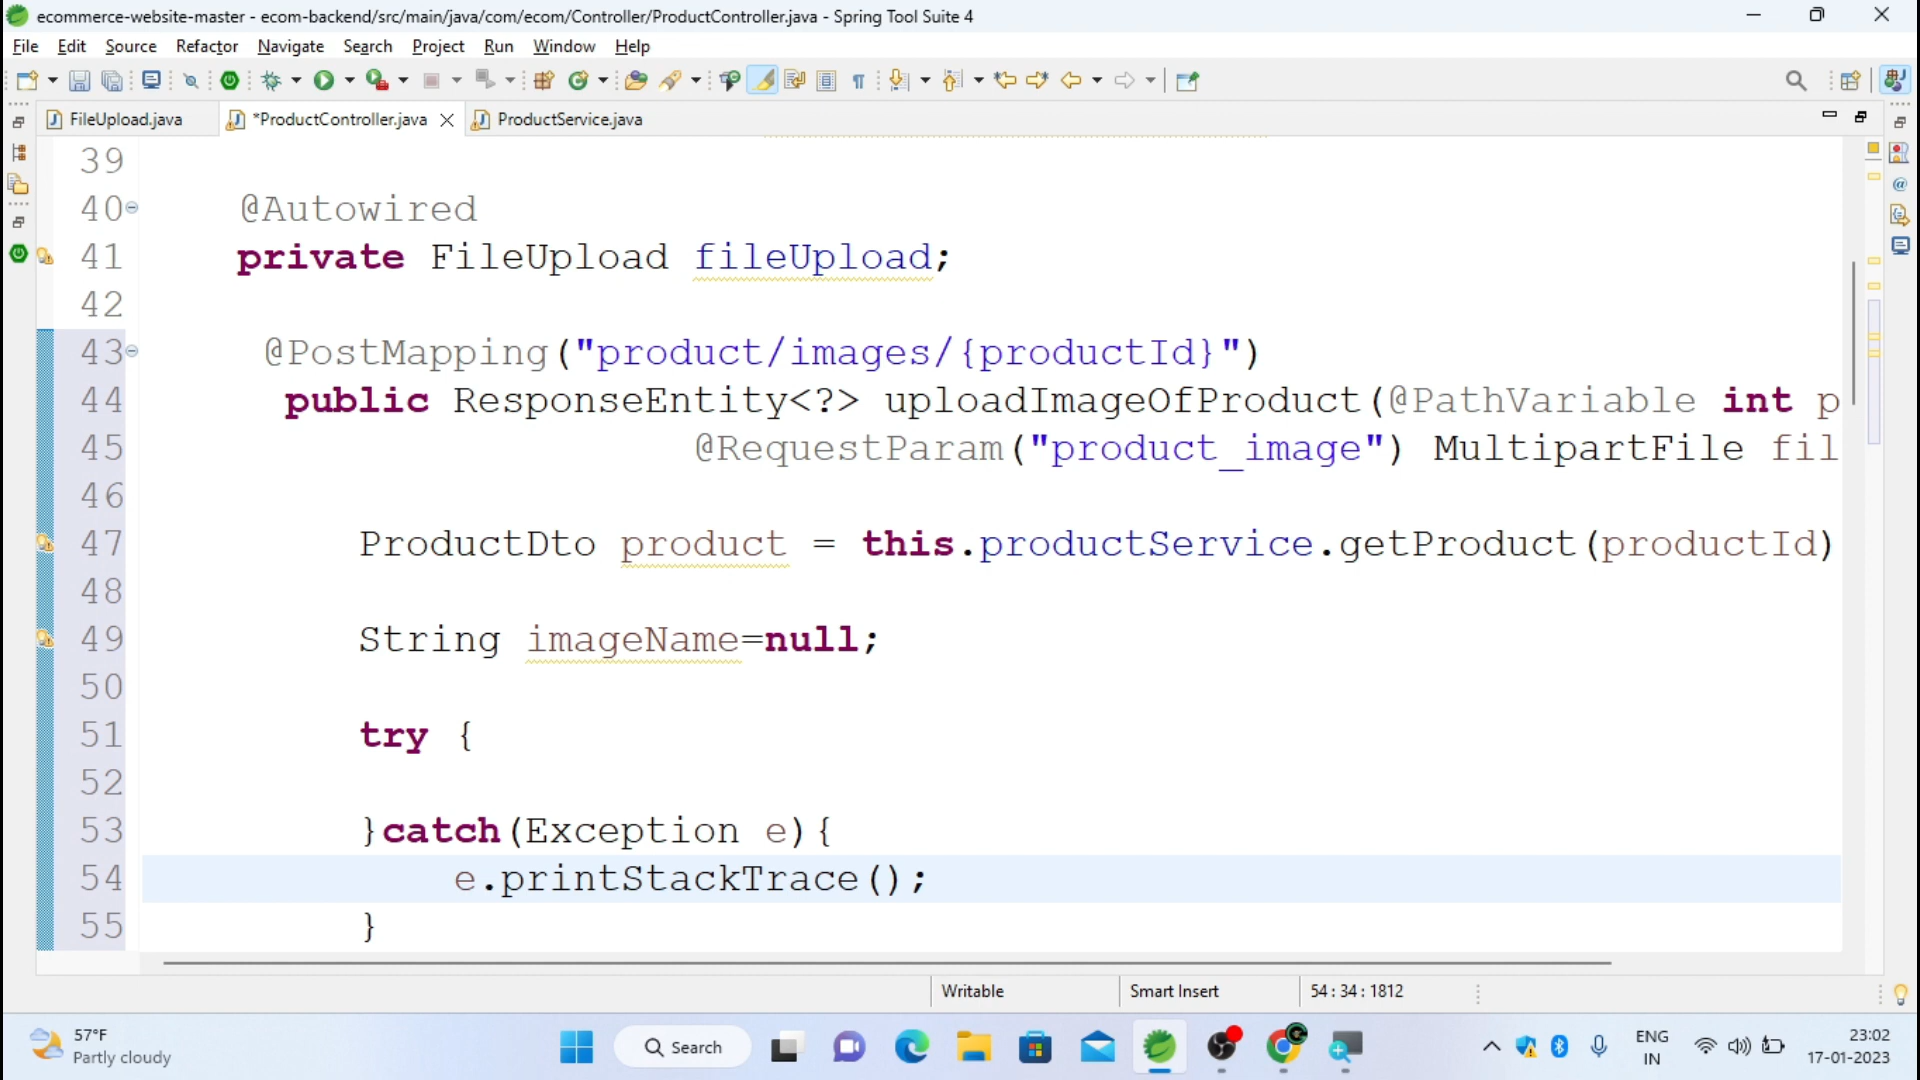 ecommerce-website-master - ecom-backend/src/main/java/com/ecom/Controller/ProductController.java - Spring Tool Suite 4
File Edit Source Refactor Navigate Search Project Run Window Help
FileUpload.java *ProductController.java ProductService.java
39
40 @Autowired
41 private FileUpload fileUpload;
42
43 @PostMapping("product/images/{productId}")
44 public ResponseEntity<?> uploadImageOfProduct(@PathVariable int p
45 @RequestParam("product_image") MultipartFile fil
46
47 ProductDto product = this.productService.getProduct(productId)
48
49 String imageName=null;
50
51 try {
52
53 }catch(Exception e){
54 e.printStackTrace();
55 }
Writable Smart Insert 54 : 34 : 1812
57°F
Partly cloudy
Search
ENG
IN
23:02
17-01-2023